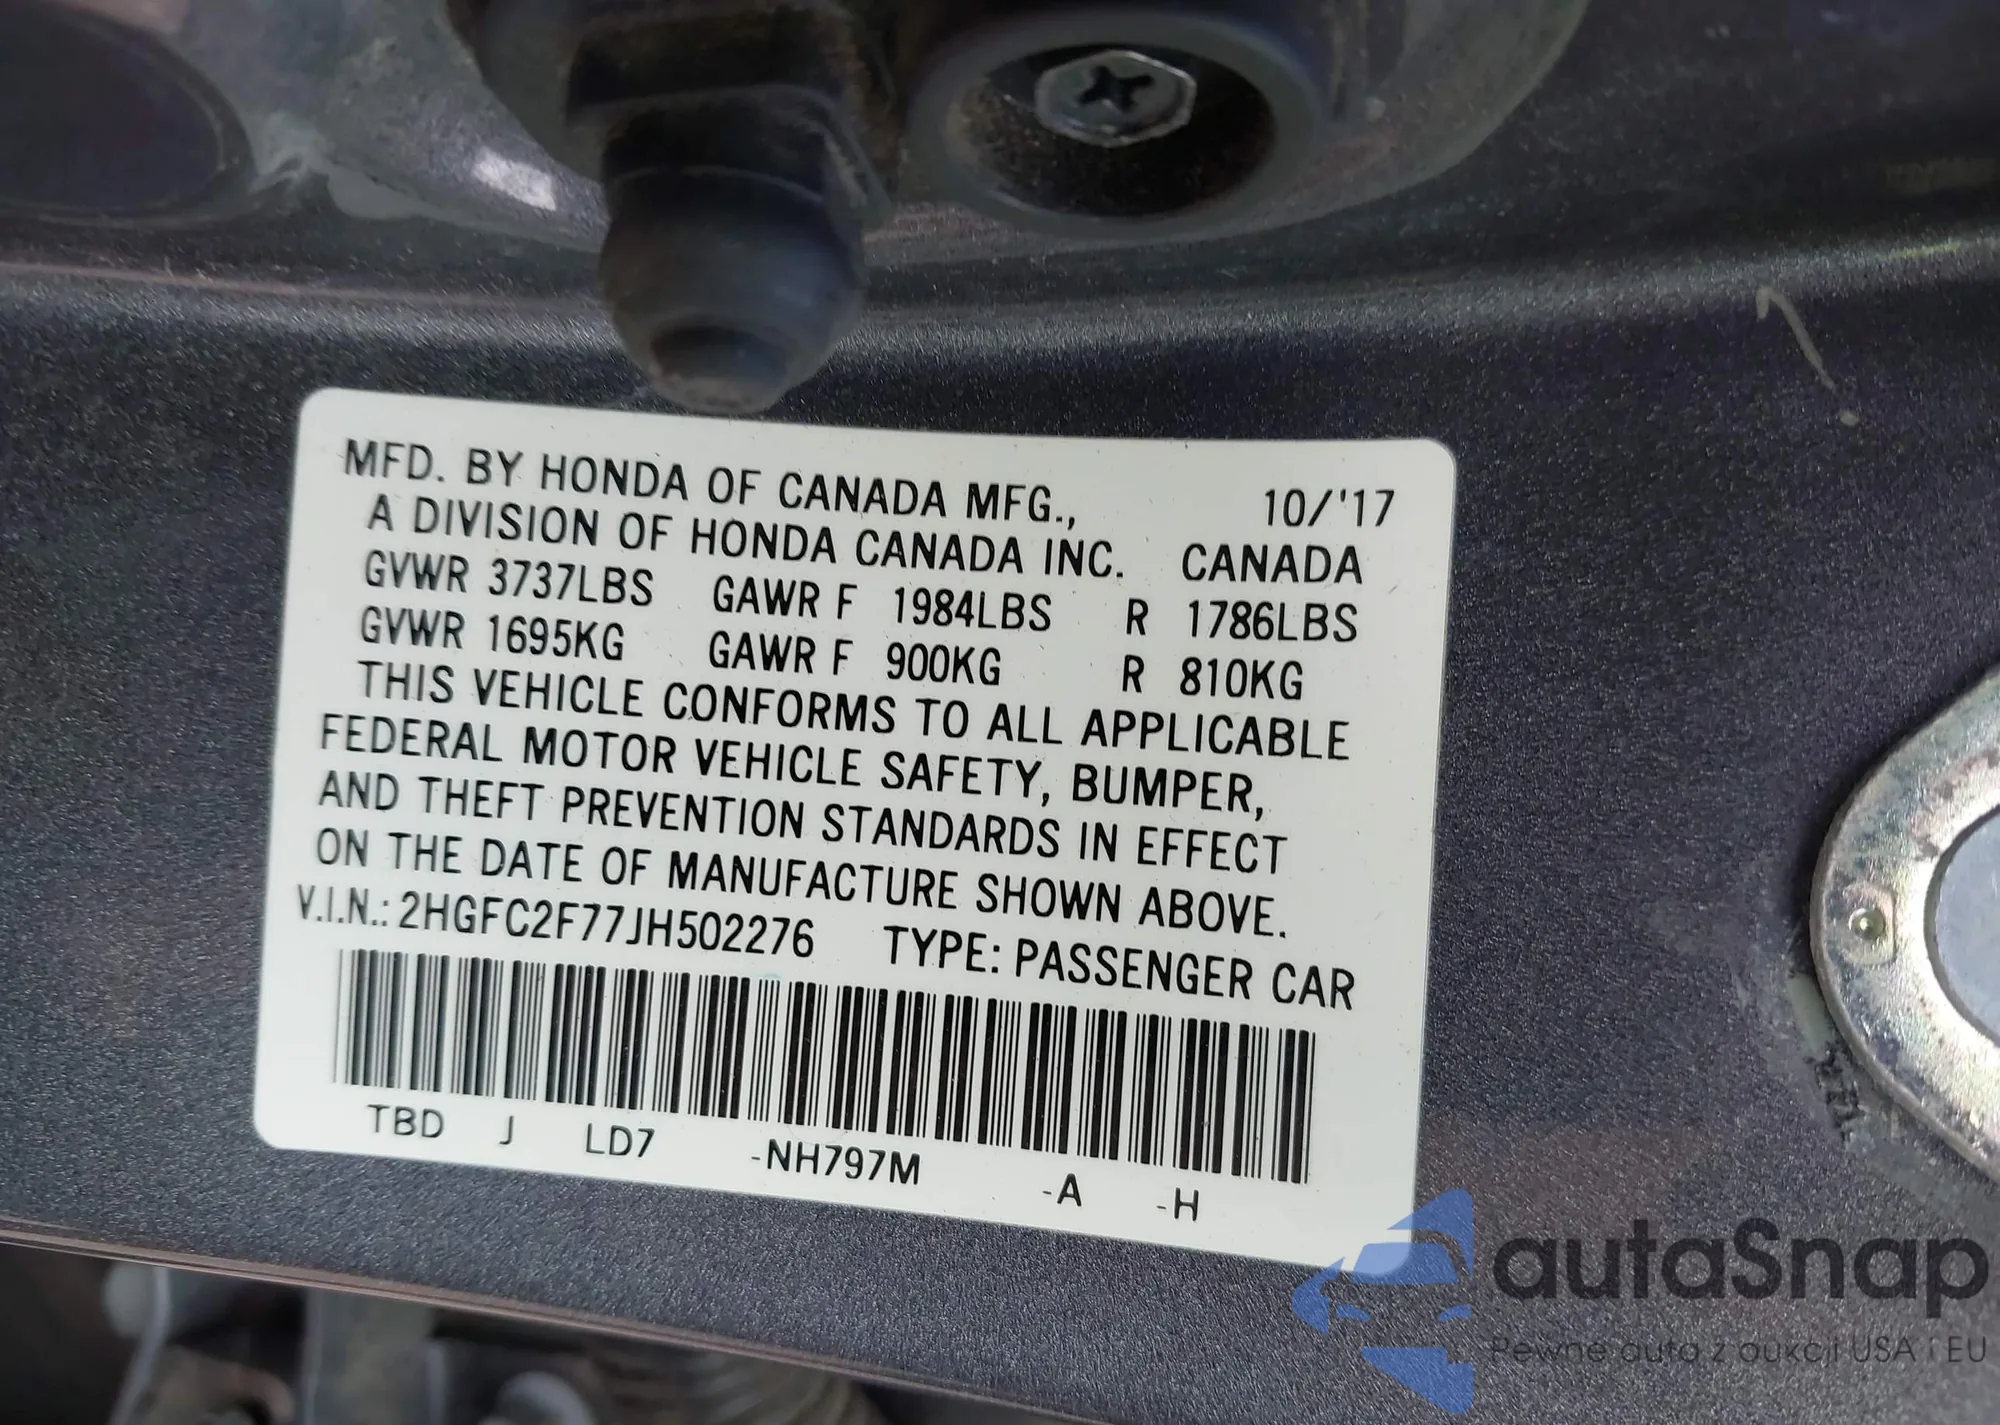 MFD. BY HONDA OF CANADA MFG., 10/'17
A DIVISION OF HONDA CANADA INC. CANADA
GVWR 3737LBS GAWR F 1984LBS R 1786LBS
GVWR 1695KG GAWR F 900KG R 810KG
THIS VEHICLE CONFORMS TO ALL APPLICABLE
FEDERAL MOTOR VEHICLE SAFETY, BUMPER,
AND THEFT PREVENTION STANDARDS IN EFFECT
ON THE DATE OF MANUFACTURE SHOWN ABOVE.
V.I.N.: 2HGFC2F77JH502276 TYPE: PASSENGER CAR
TBD J LD7 -NH797M -A -H
autaSnap
Pewne auta z aukcji USA i EU